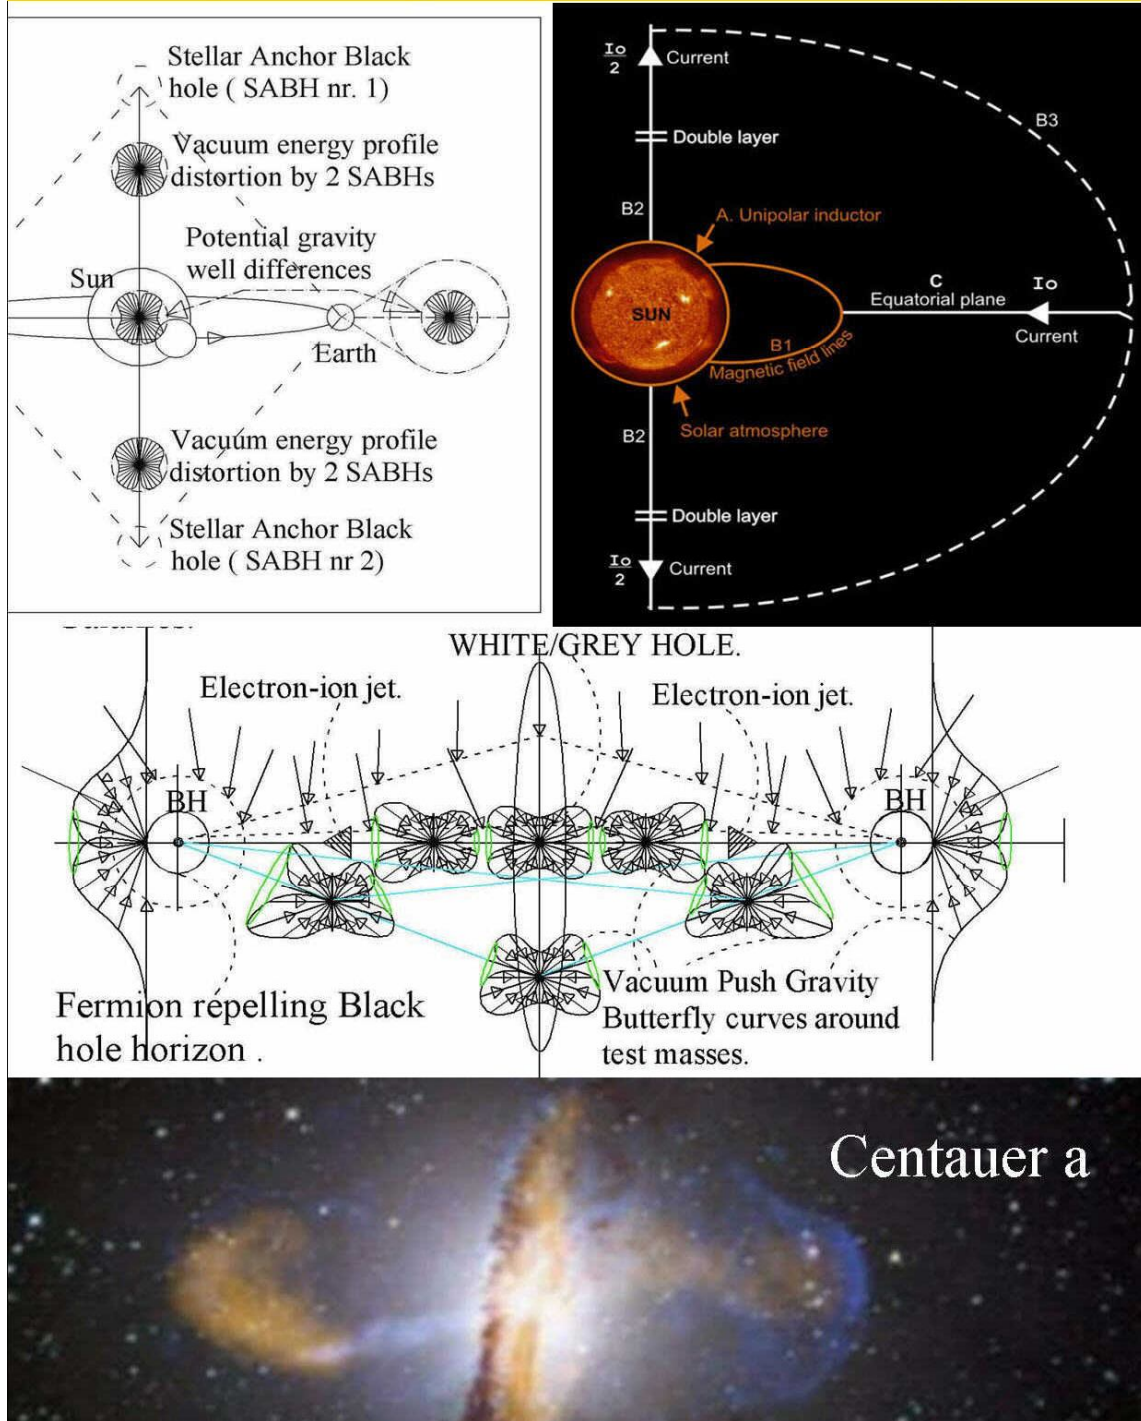 Stellar Anchor Black
hole ( SABH nr. 1)
Vacuum energy profile
distortion by 2 SABHs
Potential gravity
well differences
Sun
Earth
Vacuum energy profile
distortion by 2 SABHs
Stellar Anchor Black
hole ( SABH nr 2)
Io
2
Current
B3
Double layer
B2
A. Unipolar inductor
SUN
C
Io
Equatorial plane
Current
B1
Magnetic field lines
Solar atmosphere
B2
Double layer
Io
2
Current
WHITE/GREY HOLE.
Electron-ion jet.
Electron-ion jet.
BH
BH
Fermion repelling Black
hole horizon .
Vacuum Push Gravity
Butterfly curves around
test masses.
Centauer a